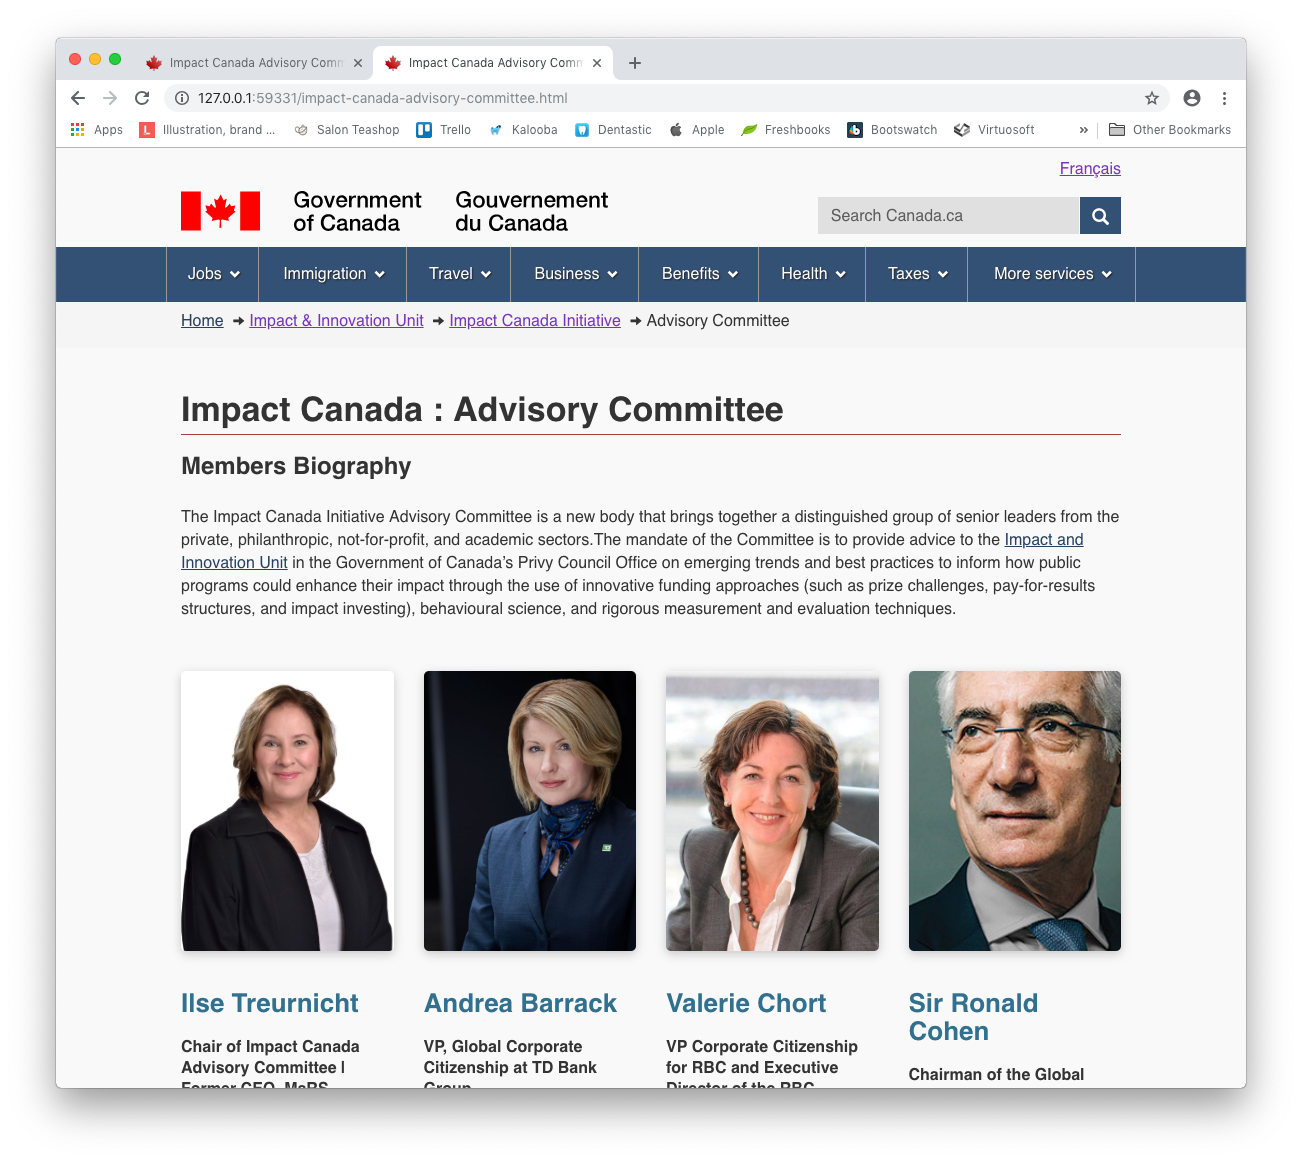 Impact Canada Advisory Comm
Impact Canada Advisory Comm
127.0.0.1:59331/impact-canada-advisory-committee.html
Apps
Illustration, brand ...
Salon Teashop
Trello
Kalooba
Dentastic
Apple
Freshbooks
Bootswatch
Virtuosoft
»
Other Bookmarks
Français
Government of Canada
Gouvernement du Canada
Search Canada.ca
Jobs
Immigration
Travel
Business
Benefits
Health
Taxes
More services
Home ➜ Impact & Innovation Unit ➜ Impact Canada Initiative ➜ Advisory Committee
Impact Canada : Advisory Committee
Members Biography
The Impact Canada Initiative Advisory Committee is a new body that brings together a distinguished group of senior leaders from the
private, philanthropic, not-for-profit, and academic sectors.The mandate of the Committee is to provide advice to the Impact and
Innovation Unit in the Government of Canada’s Privy Council Office on emerging trends and best practices to inform how public
programs could enhance their impact through the use of innovative funding approaches (such as prize challenges, pay-for-results
structures, and impact investing), behavioural science, and rigorous measurement and evaluation techniques.
Ilse Treurnicht
Chair of Impact Canada
Advisory Committee |
Former CEO, MaRS
Andrea Barrack
VP, Global Corporate
Citizenship at TD Bank
Group
Valerie Chort
VP Corporate Citizenship
for RBC and Executive
Director of the RBC
Sir Ronald
Cohen
Chairman of the Global